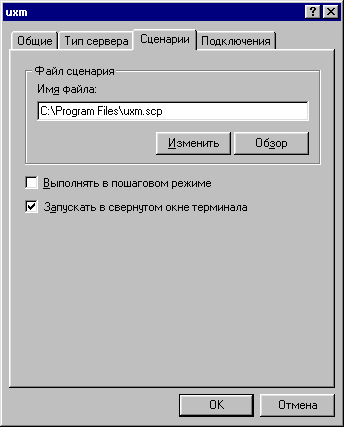 uxm
Общие Тип сервера Сценарии Подключения
Файл сценария
Имя файла:
C:\Program Files\uxm.scp
Изменить Обзор
Выполнять в пошаговом режиме
Запускать в свернутом окне терминала
OK Отмена